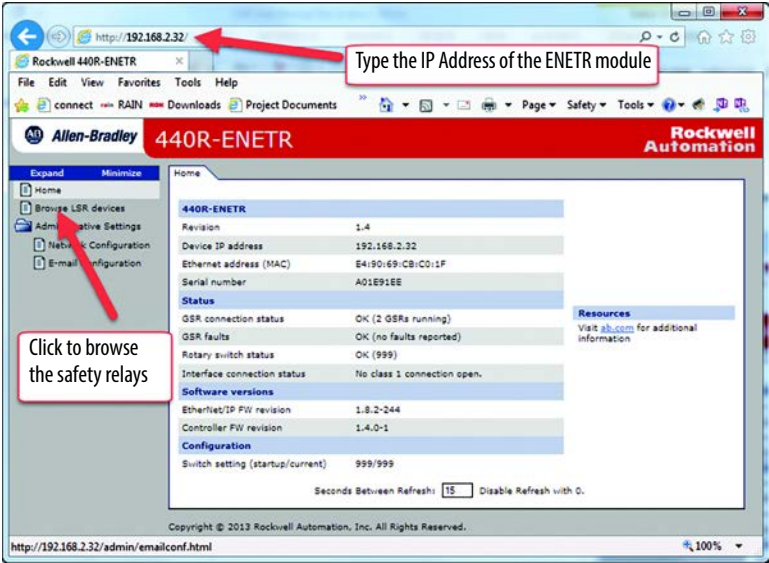 http://192.168.2.32/
Rockwell 440R-ENETR
Type the IP Address of the ENETR module
File Edit View Favorites Tools Help
connect RAIN Downloads Project Documents Page Safety Tools
Allen-Bradley 440R-ENETR Rockwell Automation
Expand Minimize
Home
Browse LSR devices
Network Configuration
E-mail Configuration
Click to browse
the safety relays
Home
440R-ENETR
Revision 1.4
Device IP address 192.168.2.32
Ethernet address (MAC) E4:90:69:CB:C0:1F
Serial number A01E91EE
Status
GSR connection status OK (2 GSRs running)
GSR faults OK (no faults reported)
Rotary switch status OK (999)
Interface connection status No class 1 connection open.
Software versions
EtherNet/IP FW revision 1.8.2-244
Controller FW revision 1.4.0-1
Configuration
Switch setting (startup/current) 999/999
Seconds Between Refresh: 15 Disable Refresh with 0.
Resources
Visit ab.com for additional
information
Copyright © 2013 Rockwell Automation, Inc. All Rights Reserved.
http://192.168.2.32/admin/emailconf.html
100%